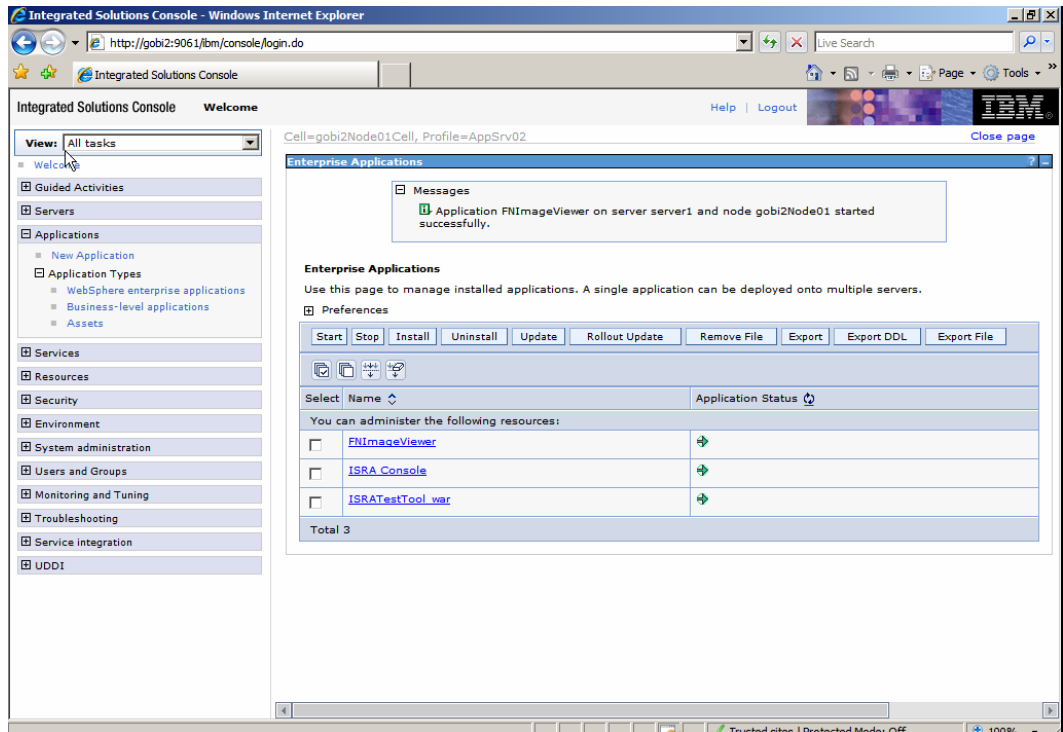 Integrated Solutions Console - Windows Internet Explorer
http://gobi2:9061/ibm/console/login.do
Live Search
Integrated Solutions Console
Page
Tools
Integrated Solutions Console Welcome
Help | Logout
IBM
View: All tasks
Welcome
Guided Activities
Servers
Applications
New Application
Application Types
WebSphere enterprise applications
Business-level applications
Assets
Services
Resources
Security
Environment
System administration
Users and Groups
Monitoring and Tuning
Troubleshooting
Service integration
UDDI
Cell=gobi2Node01Cell, Profile=AppSrv02
Close page
Enterprise Applications
Messages
Application FNImageViewer on server server1 and node gobi2Node01 started
successfully.
Enterprise Applications
Use this page to manage installed applications. A single application can be deployed onto multiple servers.
Preferences
Start Stop Install Uninstall Update Rollout Update Remove File Export Export DDL Export File
Select Name Application Status
You can administer the following resources:
FNImageViewer
ISRA Console
ISRATestTool_war
Total 3
Trusted sites | Protected Mode: Off
100%